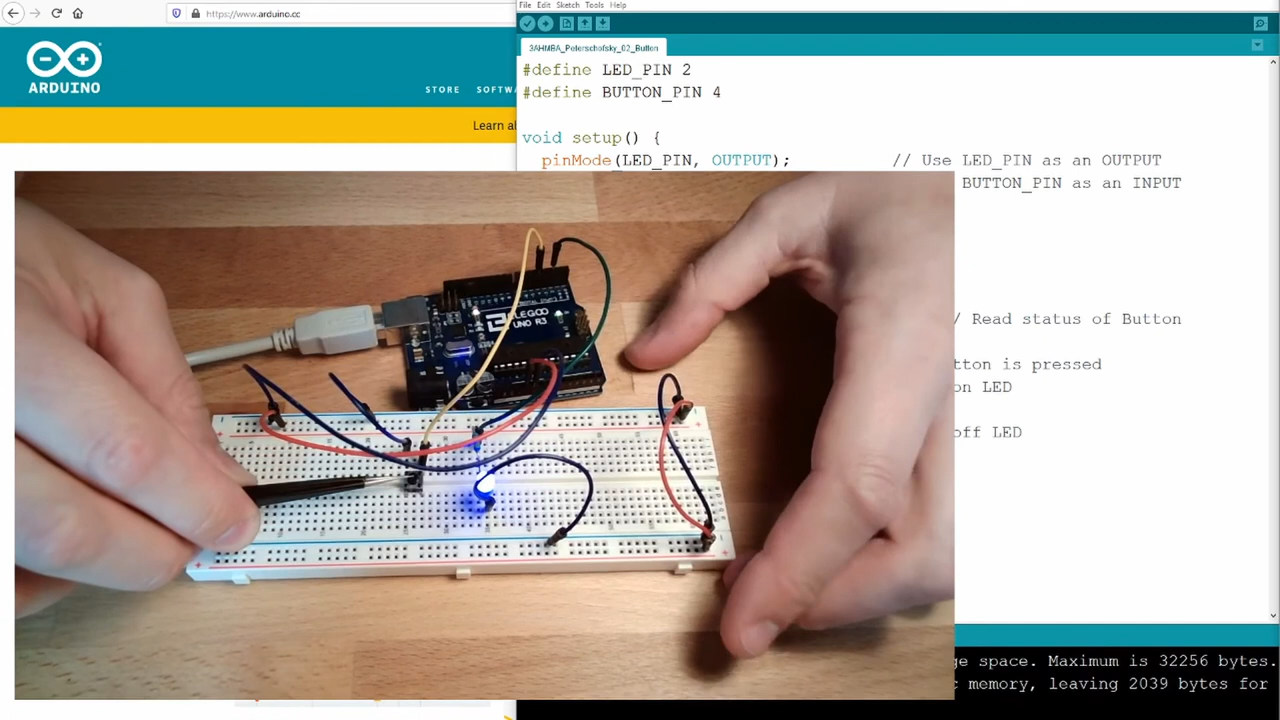 https://www.arduino.cc
ARDUINO
STORE
SOFTWA
Learn a
File Edit Sketch Tools Help
3AHMBA_Peterschofsky_02_Button
#define LED_PIN 2
#define BUTTON_PIN 4
void setup() {
pinMode(LED_PIN, OUTPUT); // Use LED_PIN as an OUTPUT
BUTTON_PIN as an INPUT
/ Read status of Button
tton is pressed
on LED
off LED
ELEGOO
UNO R3
ge space. Maximum is 32256 bytes.
c memory, leaving 2039 bytes for